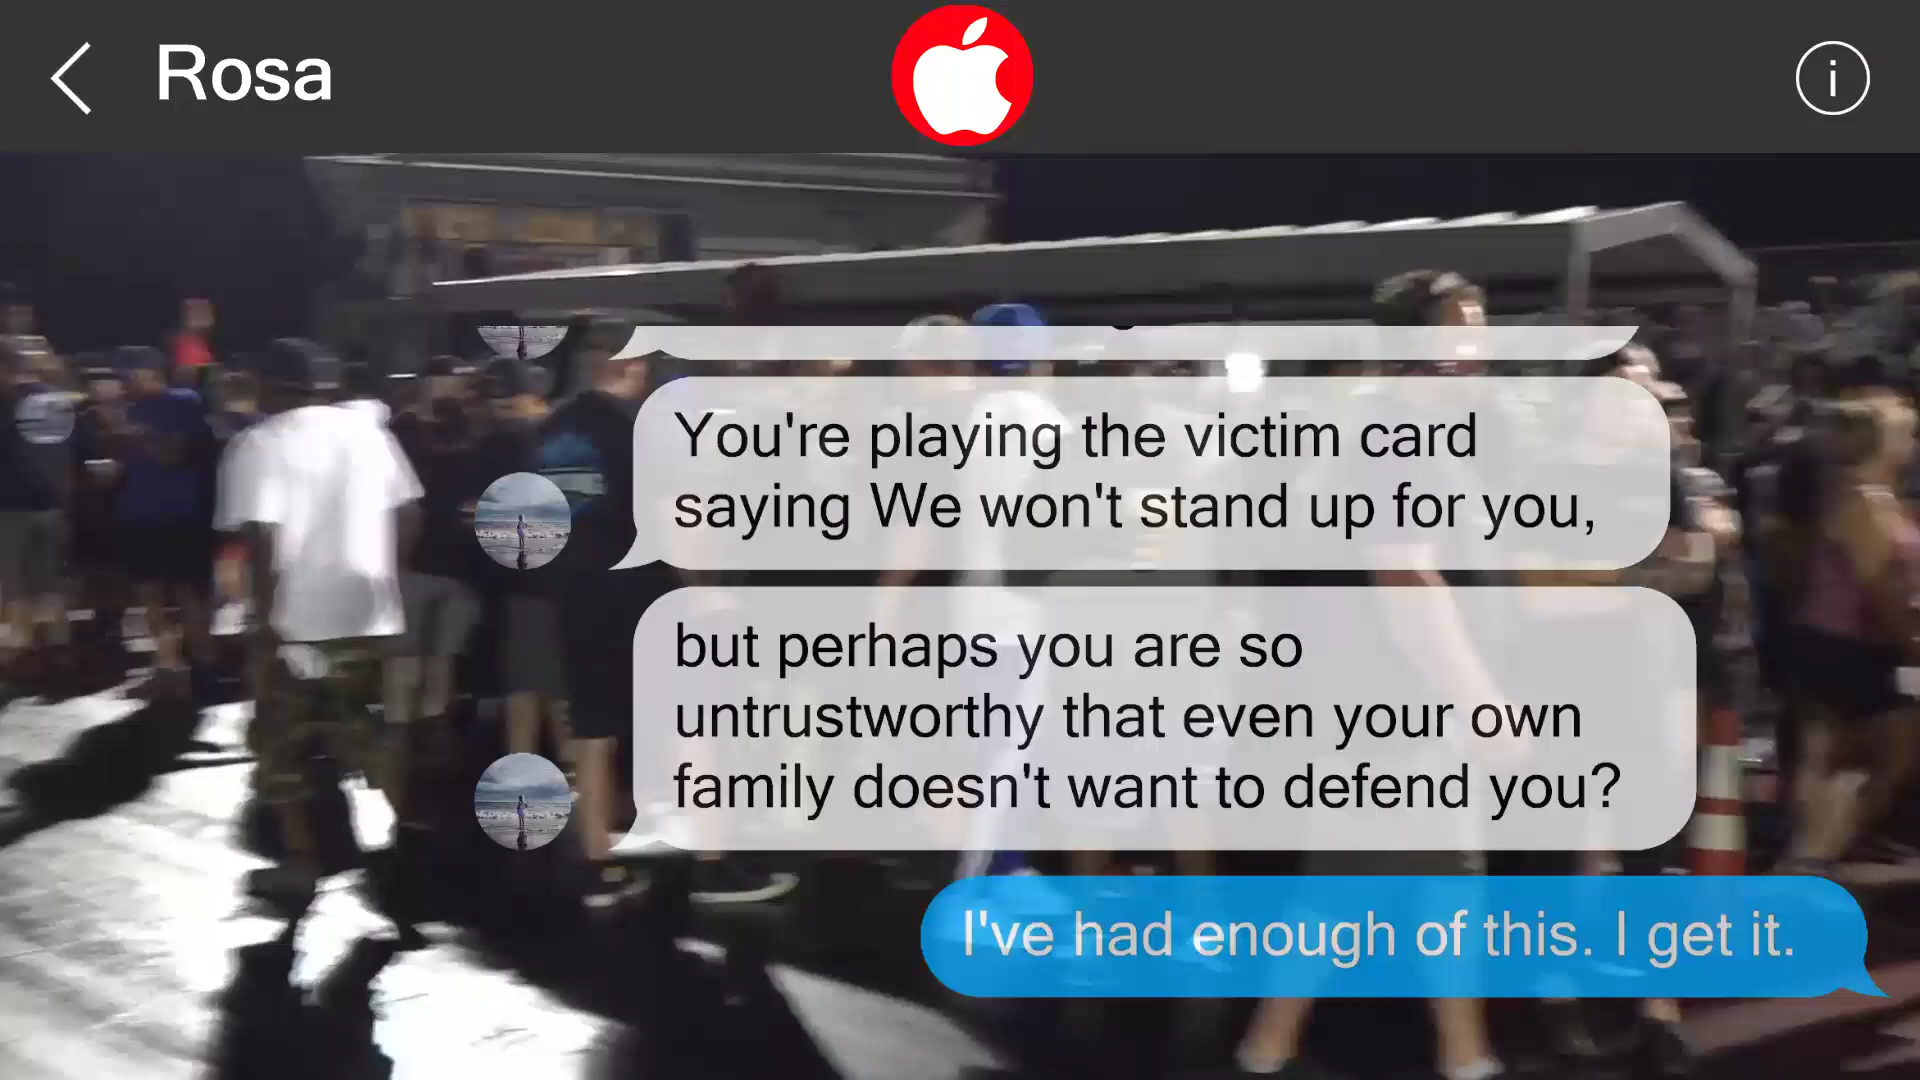 Rosa
i
You're playing the victim card
saying We won't stand up for you,
but perhaps you are so
untrustworthy that even your own
family doesn't want to defend you?
I've had enough of this. I get it.